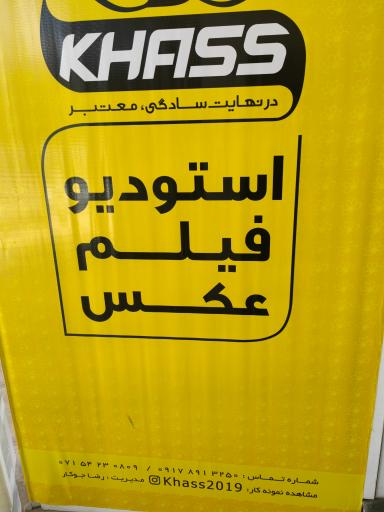 KHASS
در نهایت سادگی، معتبر
استودیو
فیلم
عکس
شماره تماس : ۰۹۱۷ ۸۹۱ ۳۲۵۰ / ۰۷۱ ۵۴ ۲۳ ۰۸۰۹
مشاهده نمونه کار: Khass2019 مدیریت : رضا جوکار